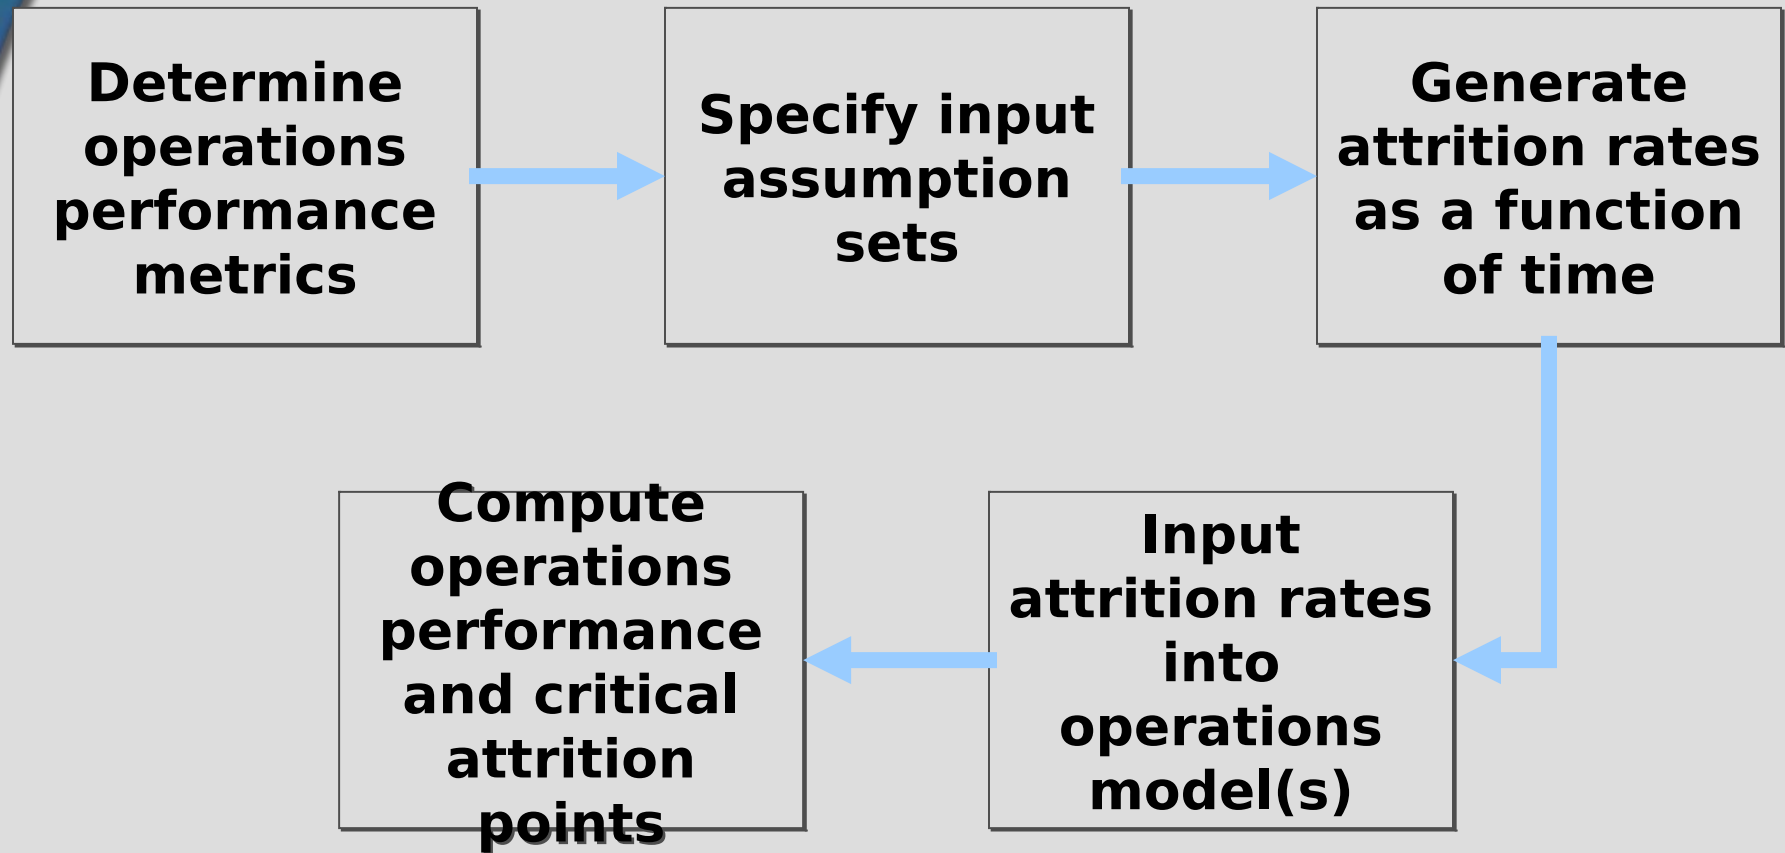 Determine
operations
performance
metrics
Specify input
assumption
sets
Generate
attrition rates
as a function
of time
Input
attrition rates
into
operations
model(s)
Compute
operations
performance
and critical
attrition
points